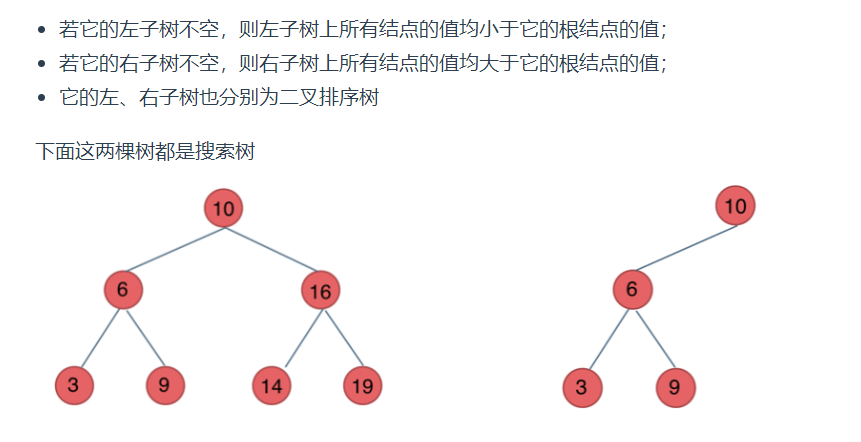 若它的左子树不空，则左子树上所有结点的值均小于它的根结点的值；
若它的右子树不空，则右子树上所有结点的值均大于它的根结点的值；
它的左、右子树也分别为二叉排序树
下面这两棵树都是搜索树
10 10
6 16 6
3 9 14 19 3 9